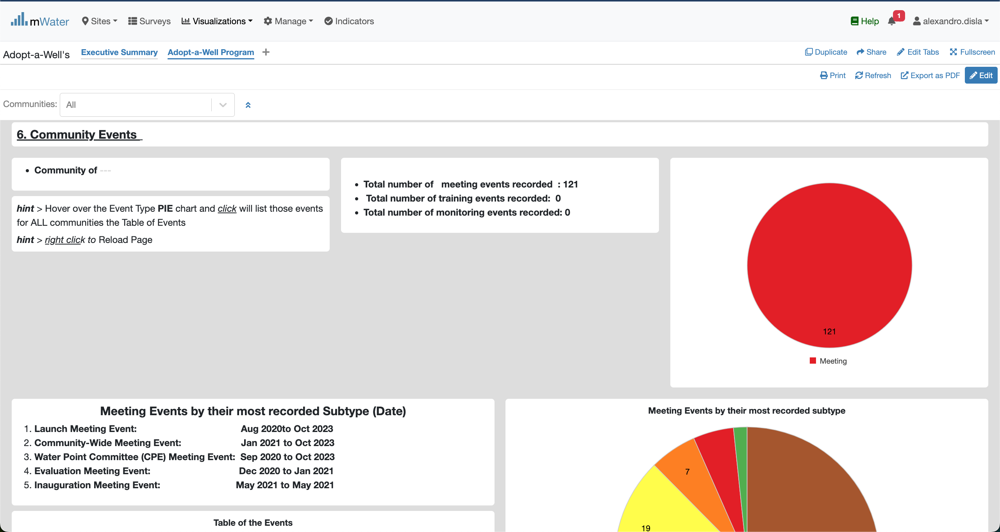 mWater Sites Surveys Visualizations Manage Indicators Help 1 alexandro.disla
Adopt-a-Well's Executive Summary Adopt-a-Well Program + Duplicate Share Edit Tabs Fullscreen
Print Refresh Export as PDF Edit
Communities: All
6. Community Events
• Community of ---
hint > Hover over the Event Type PIE chart and click will list those events
for ALL communities the Table of Events
hint > right click to Reload Page
• Total number of meeting events recorded : 121
• Total number of training events recorded: 0
• Total number of monitoring events recorded: 0
121
Meeting
Meeting Events by their most recorded Subtype (Date)
1. Launch Meeting Event: Aug 2020to Oct 2023
2. Community-Wide Meeting Event: Jan 2021 to Oct 2023
3. Water Point Committee (CPE) Meeting Event: Sep 2020 to Oct 2023
4. Evaluation Meeting Event: Dec 2020 to Jan 2021
5. Inauguration Meeting Event: May 2021 to May 2021
Meeting Events by their most recorded subtype
7
19
Table of the Events